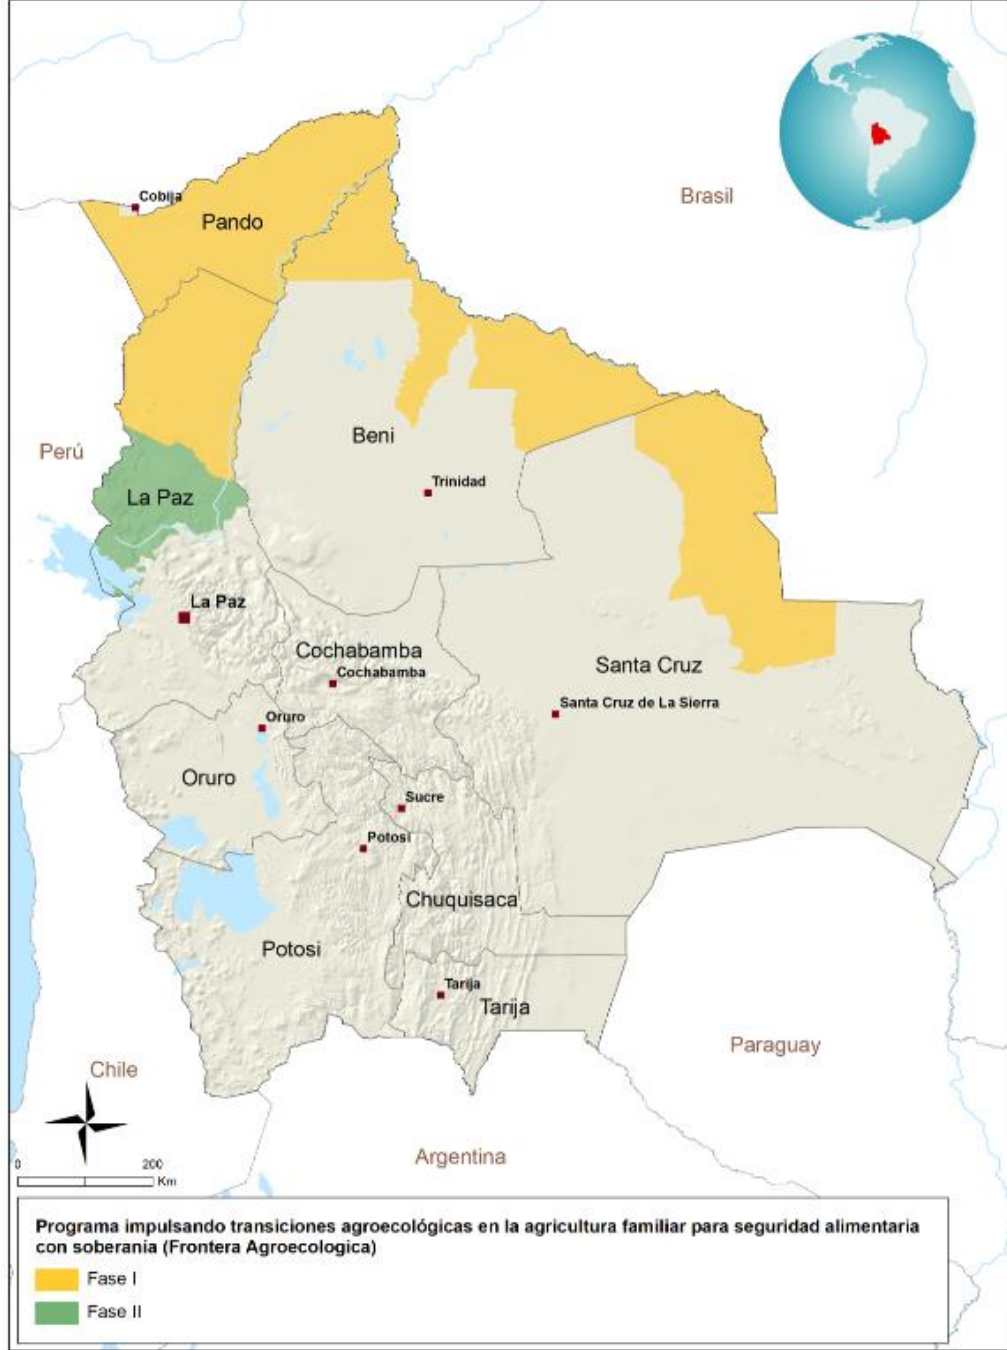 Brasil
Cobija
Pando
Perú
Beni
Trinidad
La Paz
La Paz
Cochabamba
Cochabamba
Santa Cruz
Santa Cruz de La Sierra
Oruro
Oruro
Sucre
Potosi
Chuquisaca
Potosi
Tarija
Tarija
Paraguay
Chile
Argentina
0 200
Km
Programa impulsando transiciones agroecológicas en la agricultura familiar para seguridad alimentaria
con soberania (Frontera Agroecologica)
Fase I
Fase II